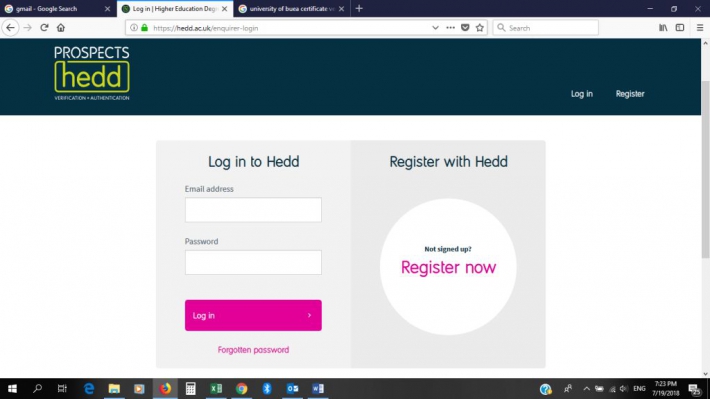 gmail - Google Search
Log in | Higher Education Deg
university of buea certificate ve
https://hedd.ac.uk/enquirer-login
Search
PROSPECTS
hedd
VERIFICATION + AUTHENTICATION
Log in
Register
Log in to Hedd
Register with Hedd
Email address
Password
Not signed up?
Register now
Log in
Forgotten password
ENG
7:23 PM
7/19/2018
25